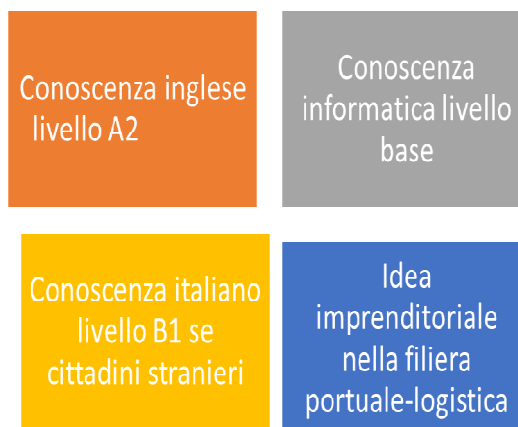 Conoscenza inglese
livello A2
Conoscenza
informatica livello
base
Conoscenza italiano
livello B1 se
cittadini stranieri
Idea
imprenditoriale
nella filiera
portuale-logistica